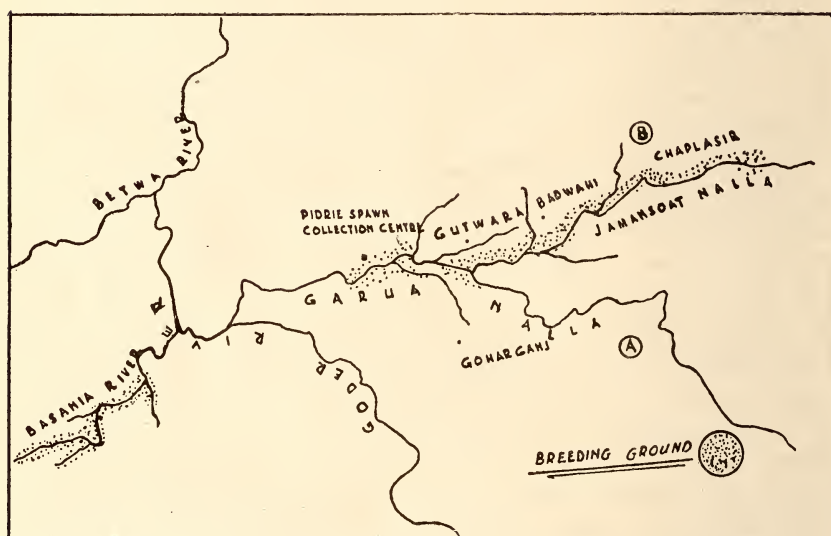 BETWA RIVER
B
CHAPLASIR
BADWAHI
JAMANSOAT NALLA
PIDRIE SPAWN
COLLECTION CENTRE
GUTWARA
GARUA NALLA
GOHARGANJ
A
BASANIA RIVER
GODER RIVER
BREEDING GROUND